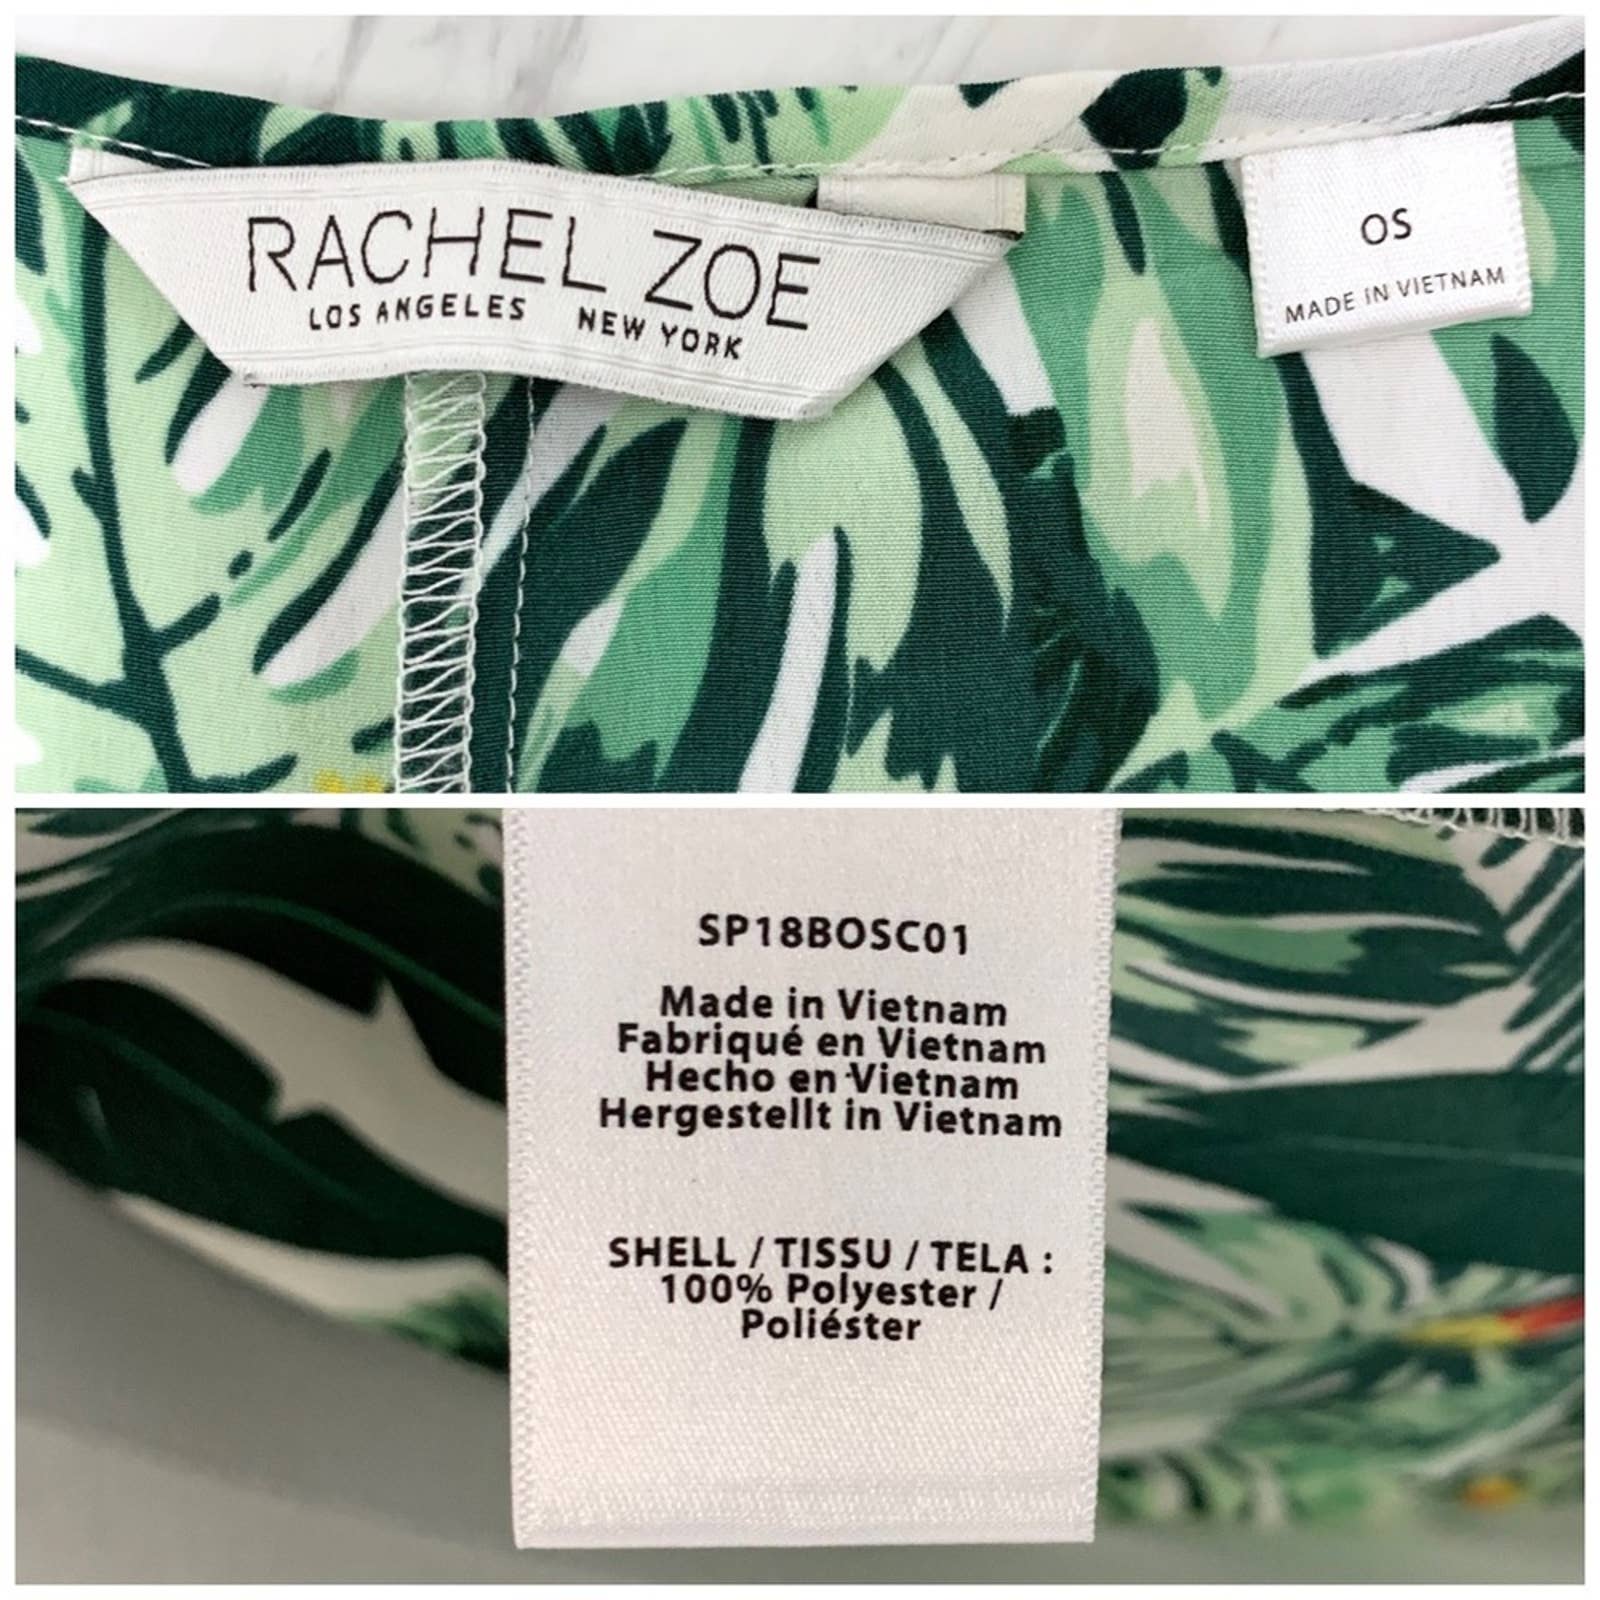 RACHEL ZOE
LOS ANGELES NEW YORK
OS
MADE IN VIETNAM
SP18BOSC01
Made in Vietnam
Fabriqué en Vietnam
Hecho en Vietnam
Hergestellt in Vietnam
SHELL / TISSU / TELA :
100% Polyester /
Poliéster